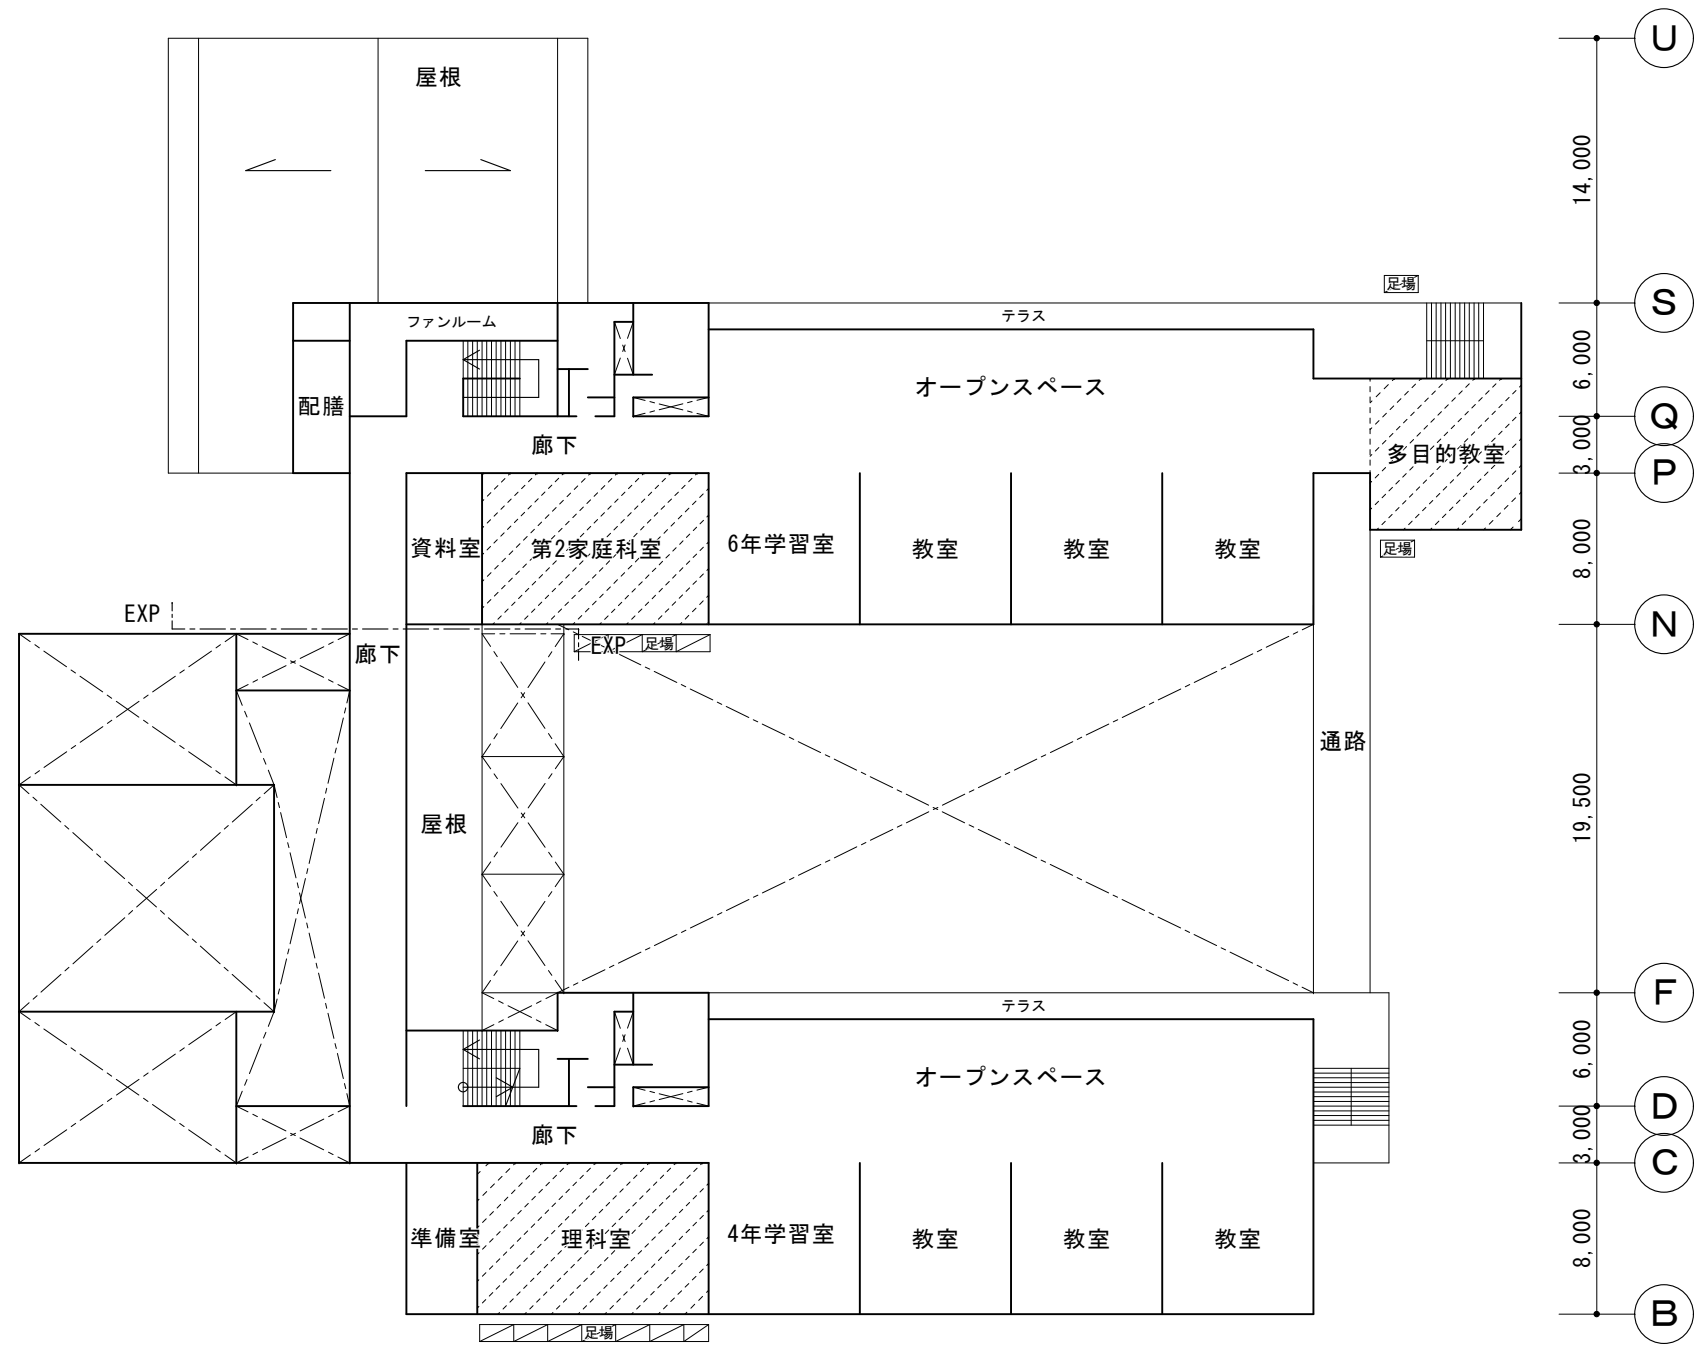 U
屋根
14,000
足場
S
ファンルーム
テラス
6,000
オープンスペース
配膳
Q
廊下
3,000
多目的教室
P
資料室
第2家庭科室
6年学習室
教室
教室
教室
足場
8,000
EXP
N
廊下
EXP
足場
通路
19,500
屋根
F
テラス
6,000
オープンスペース
D
廊下
3,000
C
準備室
理科室
4年学習室
教室
教室
教室
8,000
B
足場